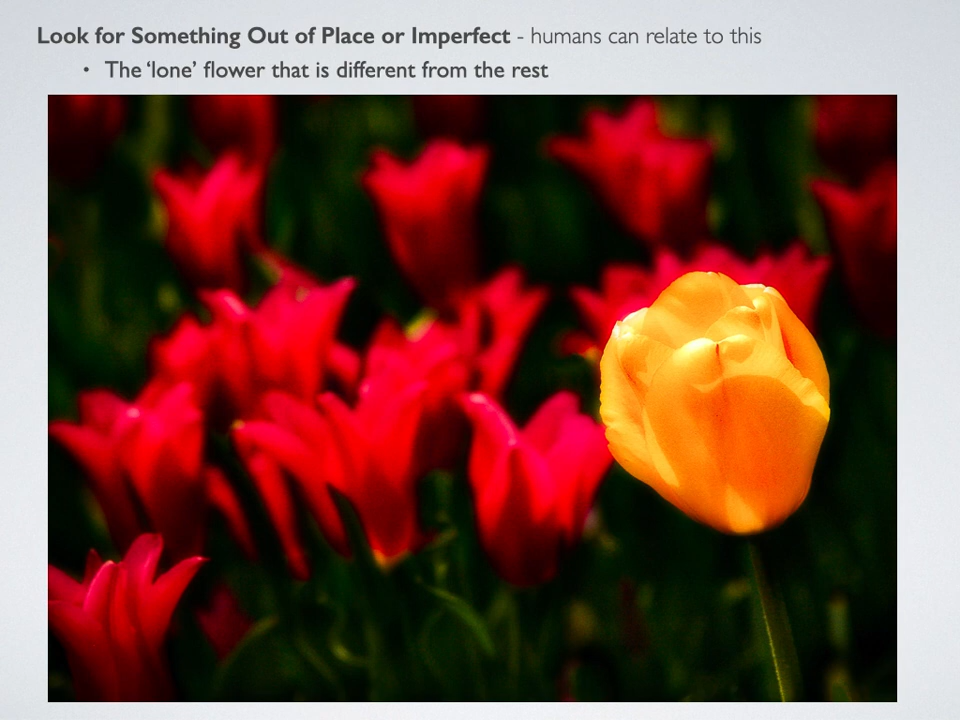 Look for Something Out of Place or Imperfect - humans can relate to this
• The ‘lone’ flower that is different from the rest